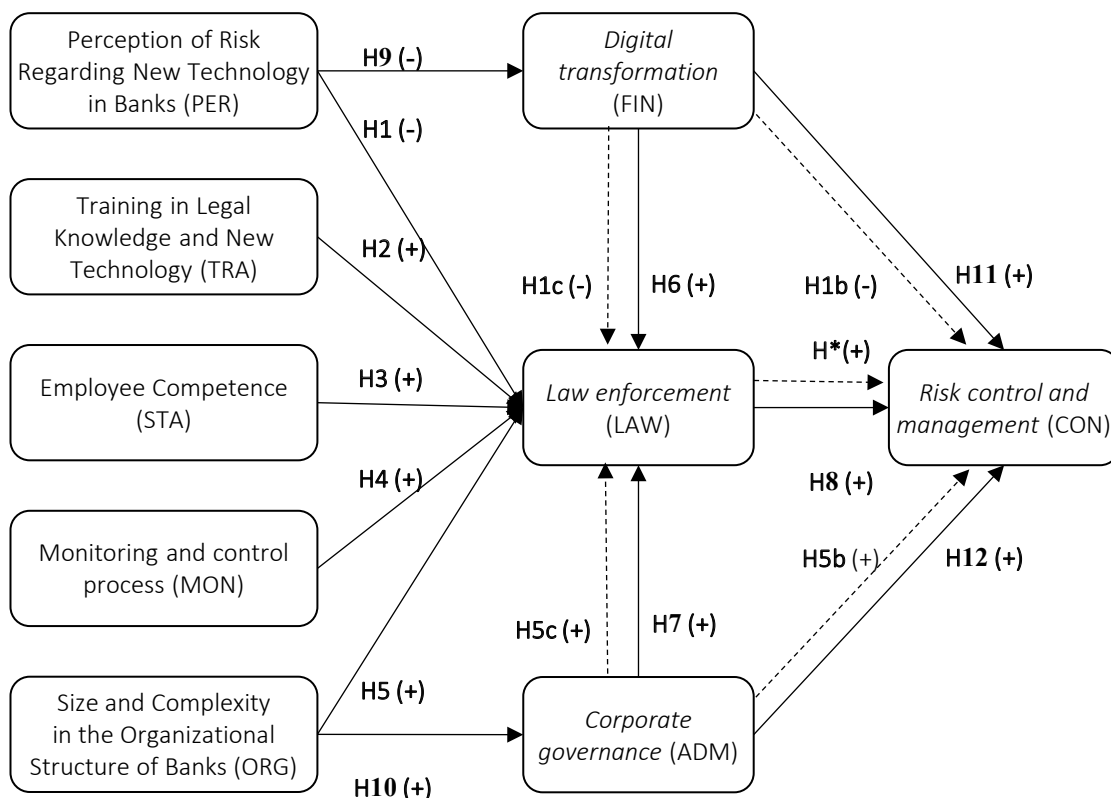 Perception of Risk
Regarding New Technology
in Banks (PER)
H9 (-)
H1 (-)
Digital
transformation
(FIN)
Training in Legal
Knowledge and New
Technology (TRA)
H2 (+)
H1c (-)
H6 (+)
H1b (-)
H11 (+)
Employee Competence
(STA)
H3 (+)
Law enforcement
(LAW)
H*(+)
Risk control and
management (CON)
H8 (+)
Monitoring and control
process (MON)
H4 (+)
H5c (+)
H7 (+)
H5b (+)
H12 (+)
Size and Complexity
in the Organizational
Structure of Banks (ORG)
H5 (+)
H10 (+)
Corporate
governance (ADM)